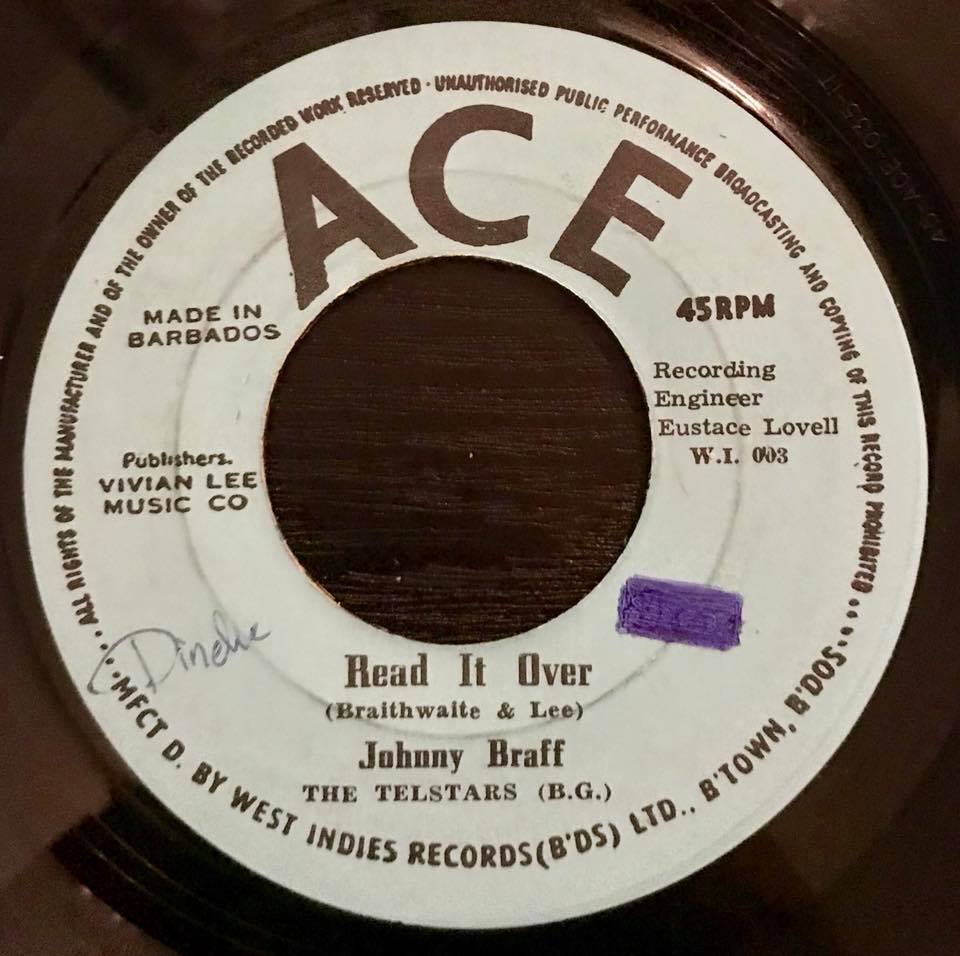 ALL RIGHTS OF THE MANUFACTURER AND OF THE OWNER OF THE RECORDED WORK RESERVED · UNAUTHORISED PUBLIC PERFORMANCE BROADCASTING AND COPYING OF THIS RECORD PROHIBITED
ACE
MADE IN
BARBADOS
45RPM
Recording
Engineer
Eustace Lovell
W.I. 003
Publishers.
VIVIAN LEE
MUSIC CO
Read It Over
(Braithwaite & Lee)
Johnny Braff
THE TELSTARS (B.G.)
MFCT D. BY WEST INDIES RECORDS(B'DS) LTD.. B'TOWN, B'DOS